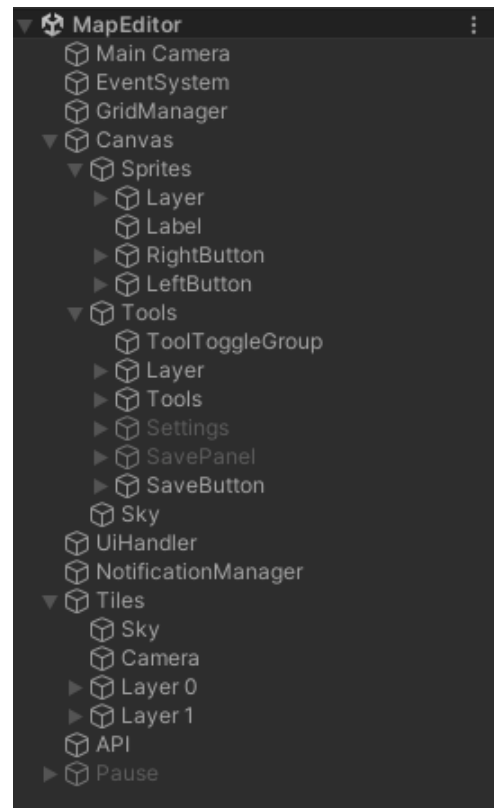 MapEditor
Main Camera
EventSystem
GridManager
Canvas
Sprites
Layer
Label
RightButton
LeftButton
Tools
ToolToggleGroup
Layer
Tools
Settings
SavePanel
SaveButton
Sky
UiHandler
NotificationManager
Tiles
Sky
Camera
Layer 0
Layer 1
API
Pause